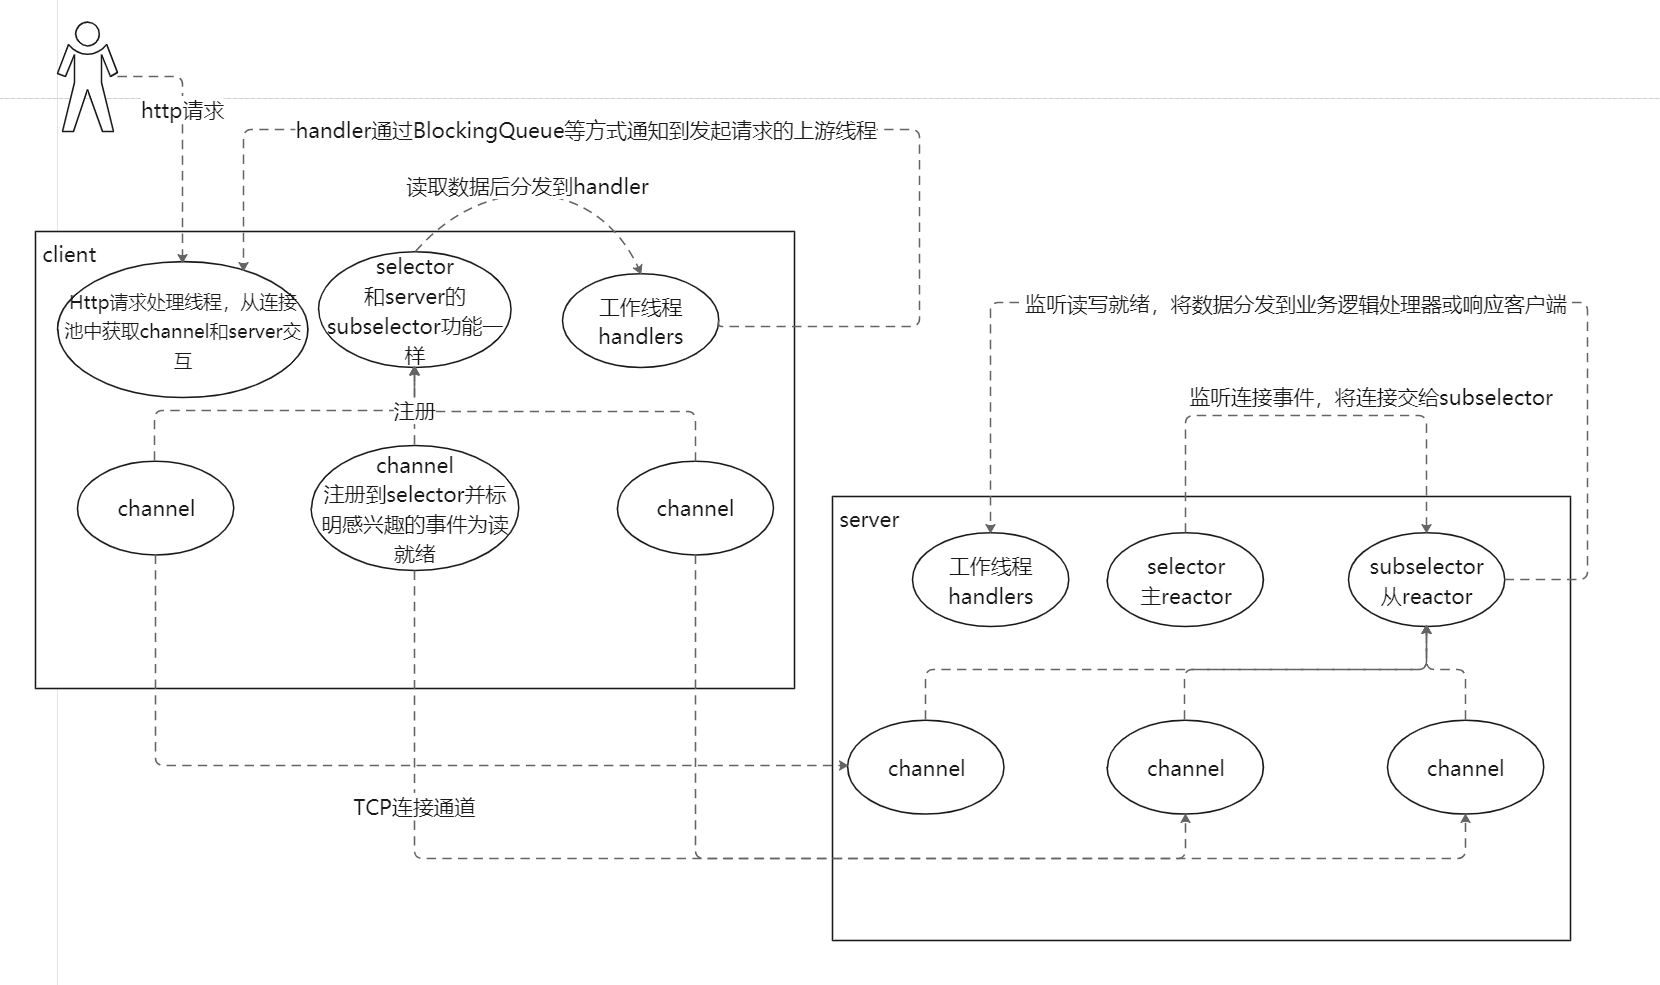 http请求
handler通过BlockingQueue等方式通知到发起请求的上游线程
读取数据后分发到handler
client
Http请求处理线程，从连接
池中获取channel和server交
互
selector
和server的
subselector功能一
样
工作线程
handlers
注册
channel
channel
注册到selector并标
明感兴趣的事件为读
就绪
channel
监听读写就绪，将数据分发到业务逻辑处理器或响应客户端
监听连接事件，将连接交给subselector
server
工作线程
handlers
selector
主reactor
subselector
从reactor
channel
channel
channel
TCP连接通道